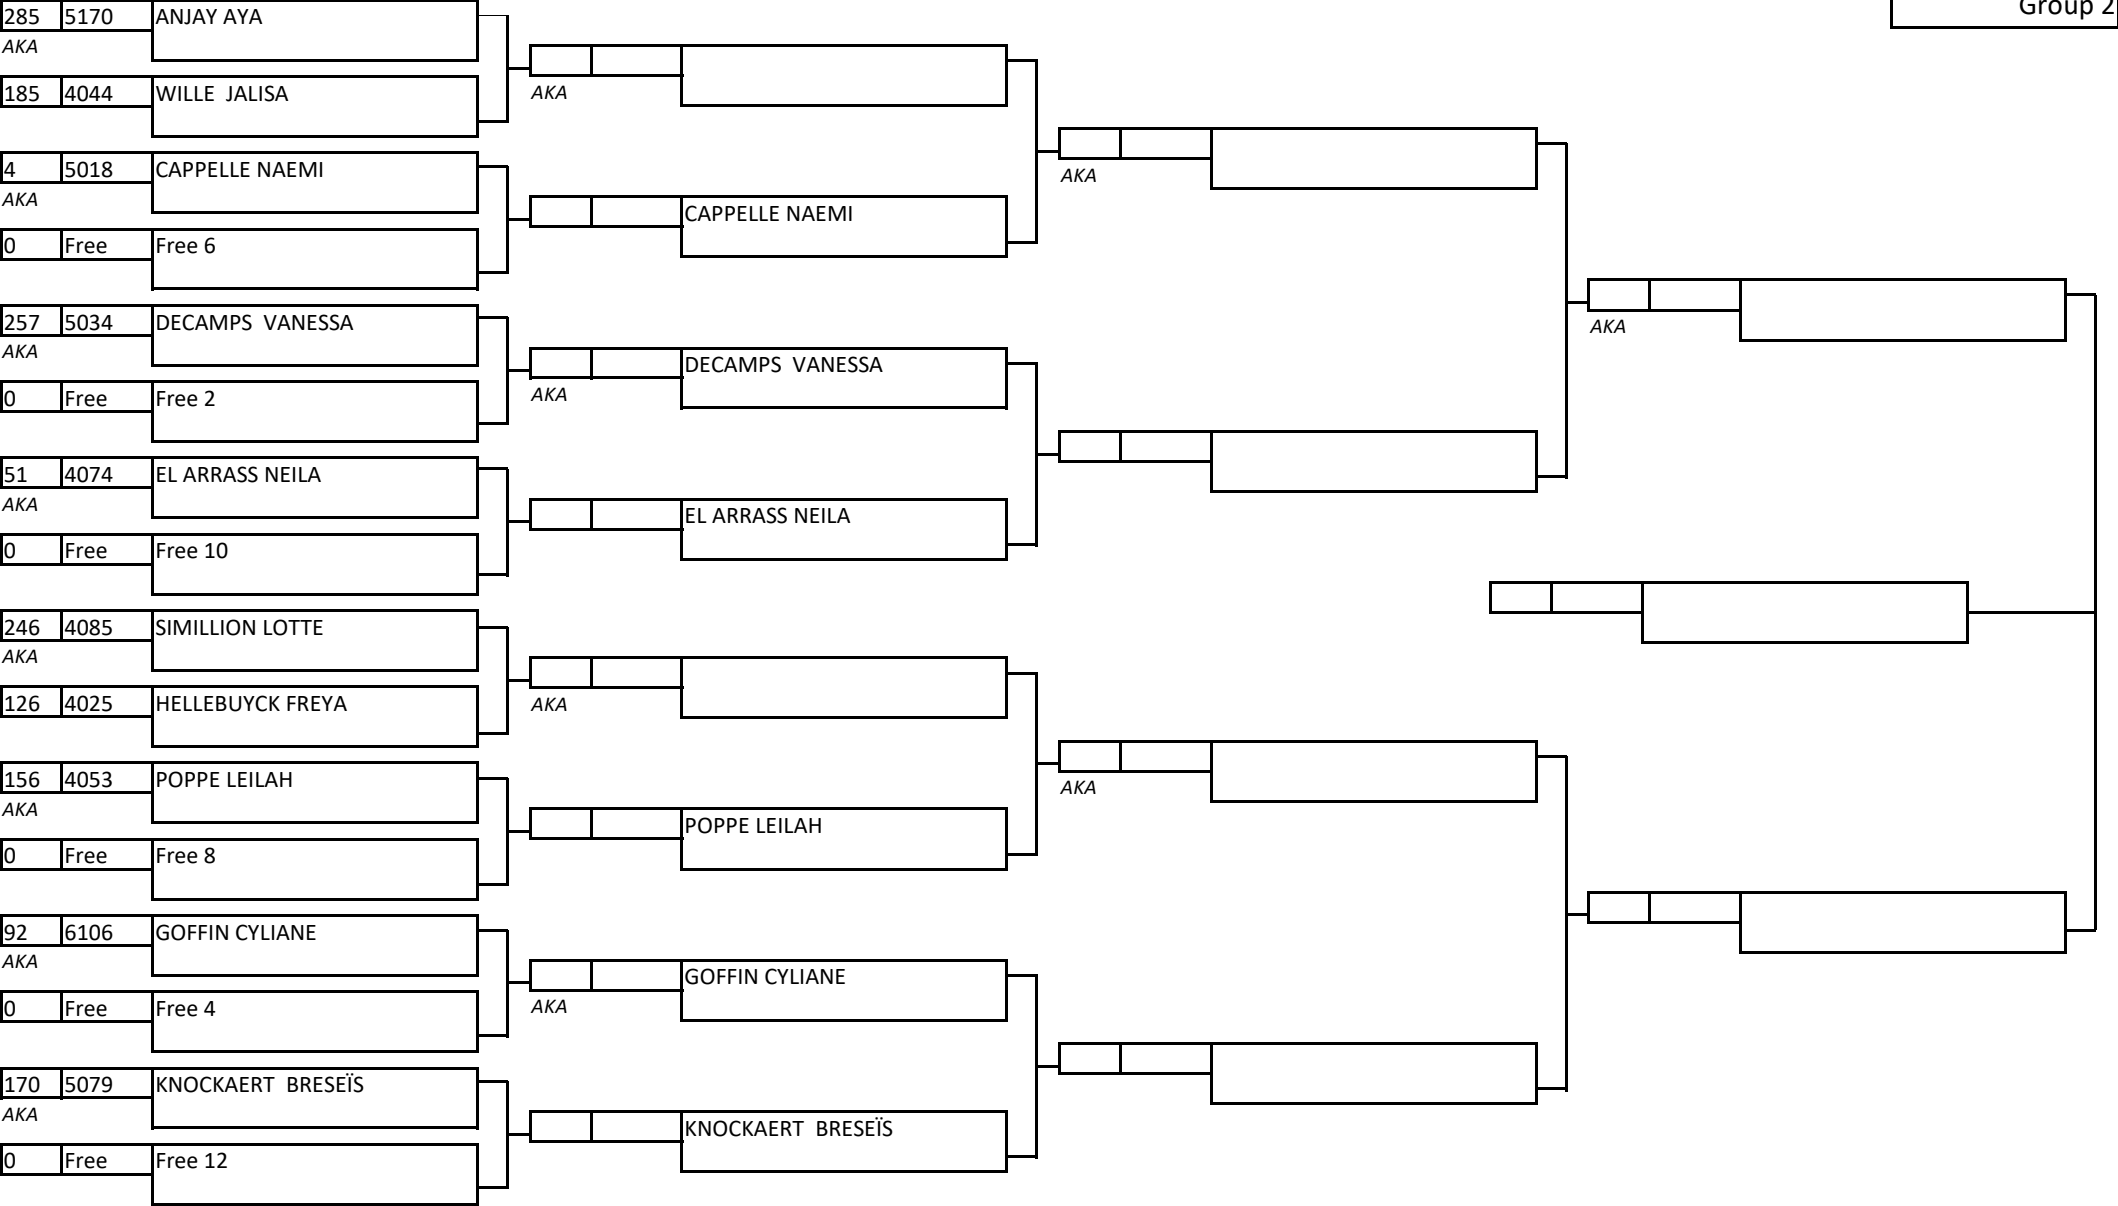 Group 2
285 5170 ANJAY AYA
AKA
185 4044 WILLE  JALISA
AKA
4 5018 CAPPELLE NAEMI
AKA
CAPPELLE NAEMI
0 Free Free 6
AKA
257 5034 DECAMPS  VANESSA
AKA
DECAMPS  VANESSA
AKA
0 Free Free 2
51 4074 EL ARRASS NEILA
AKA
EL ARRASS NEILA
0 Free Free 10
AKA
246 4085 SIMILLION LOTTE
AKA
126 4025 HELLEBUYCK FREYA
AKA
156 4053 POPPE LEILAH
AKA
POPPE LEILAH
0 Free Free 8
AKA
92 6106 GOFFIN CYLIANE
AKA
GOFFIN CYLIANE
AKA
0 Free Free 4
170 5079 KNOCKAERT  BRESEÏS
AKA
KNOCKAERT  BRESEÏS
0 Free Free 12